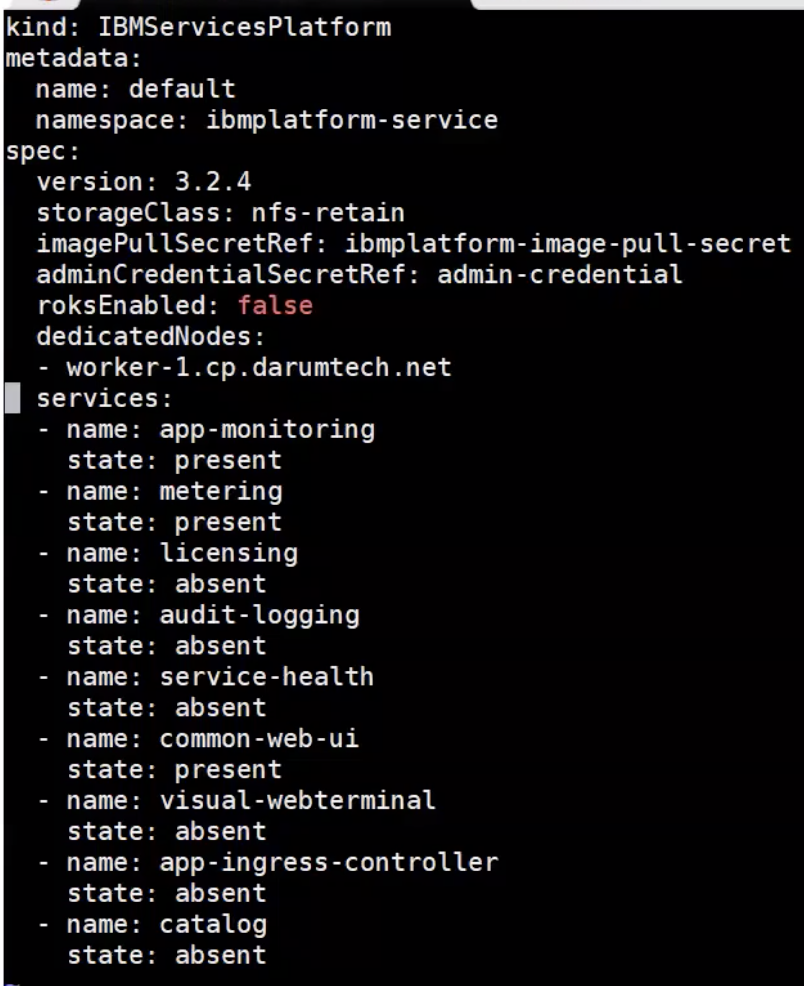 kind: IBMServicesPlatform
metadata:
  name: default
  namespace: ibmplatform-service
spec:
  version: 3.2.4
  storageClass: nfs-retain
  imagePullSecretRef: ibmplatform-image-pull-secret
  adminCredentialSecretRef: admin-credential
  roksEnabled: false
  dedicatedNodes:
  - worker-1.cp.darumtech.net
  services:
  - name: app-monitoring
    state: present
  - name: metering
    state: present
  - name: licensing
    state: absent
  - name: audit-logging
    state: absent
  - name: service-health
    state: absent
  - name: common-web-ui
    state: present
  - name: visual-webterminal
    state: absent
  - name: app-ingress-controller
    state: absent
  - name: catalog
    state: absent